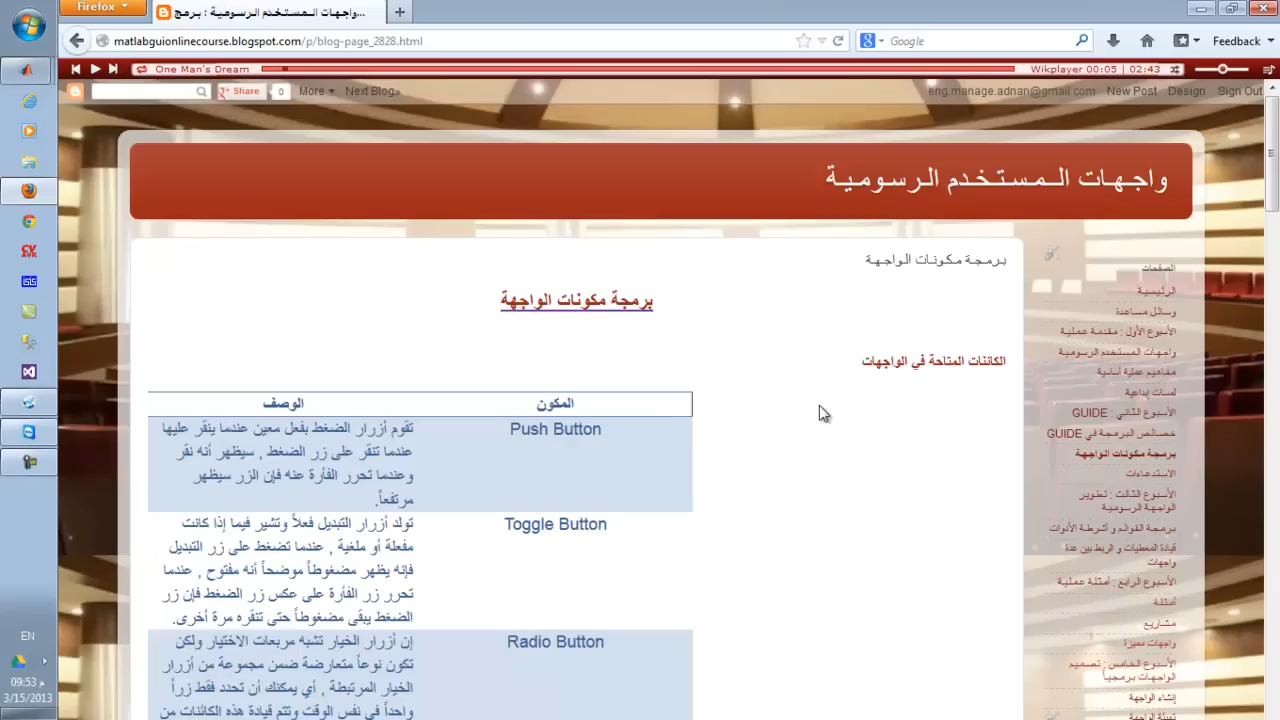 Firefox
واجـهـات الـمـستـخـدم الرسـومـيـة : برمج...
matlabguionlinecourse.blogspot.com/p/blog-page_2828.html
Google
Feedback
One Man's Dream
Wikplayer 00:05 | 02:43
Share
0
More
Next Blog»
eng.manage.adnan@gmail.com
New Post
Design
Sign Out
واجـهـات الـمـسـتـخـدم الـرسـومـيـة
بـرمـجـة مـكـونـات الـواجـهـة
برمجة مكونات الواجهة
الكائنات المتاحة في الواجهات
المكون
الوصف
Push Button
تقوم أزرار الضغط بفعل معين عندما ينقر عليها
عندما تنقر على زر الضغط , سيظهر أنه نقر
وعندما تحرر الفأرة عنه فإن الزر سيظهر
مرتفعاً.
Toggle Button
تولد أزرار التبديل فعلاً وتشير فيما إذا كانت
مفعلة أو ملغية , عندما تضغط على زر التبديل
فإنه يظهر مضغوطاً موضحاً أنه مفتوح , عندما
تحرر زر الفأرة على عكس زر الضغط فإن زر
الضغط يبقى مضغوطاً حتى تنقره مرة أخرى.
Radio Button
إن أزرار الخيار تشبه مربعات الاختيار ولكن
تكون نوعاً متعارضة ضمن مجموعة من أزرار
الخيار المرتبطة , أي يمكنك أن تحدد فقط زراً
واحداً في نفس الوقت وتتم قيادة هذه الكائنات من
الصفحات
الرئيسية
وسائل مساعدة
الأسبوع الأول : مقدمة عملية
واجهات المستخدم الرسومية
مفاهيم عملية أساسية
لمسات إبداعية
الأسبوع الثاني : GUIDE
خصائص البرمجة في GUIDE
برمجة مكونات الواجهة
الاستدعاءات
الأسبوع الثالث : تطوير
الواجهة الرسومية
برمجة القوائم و أشرطة الأدوات
قيادة المعطيات و الربط بين عدة
واجهات
الأسبوع الرابع : أمثلة عملية
أمثلة
مشاريع
واجهات مميزة
الأسبوع الخامس : تصميم
الواجهات برمجياً
إنشاء الواجهة
تهيئة الواجهة
EN
09:53 م
3/15/2013